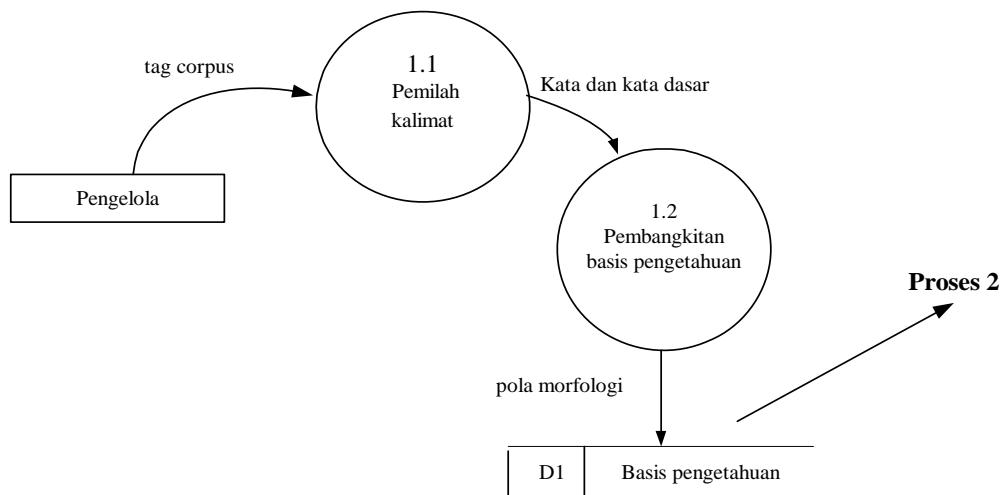 tag corpus
1.1
Pemilah
kalimat
Kata dan kata dasar
Pengelola
1.2
Pembangkitan
basis pengetahuan
Proses 2
pola morfologi
D1
Basis pengetahuan